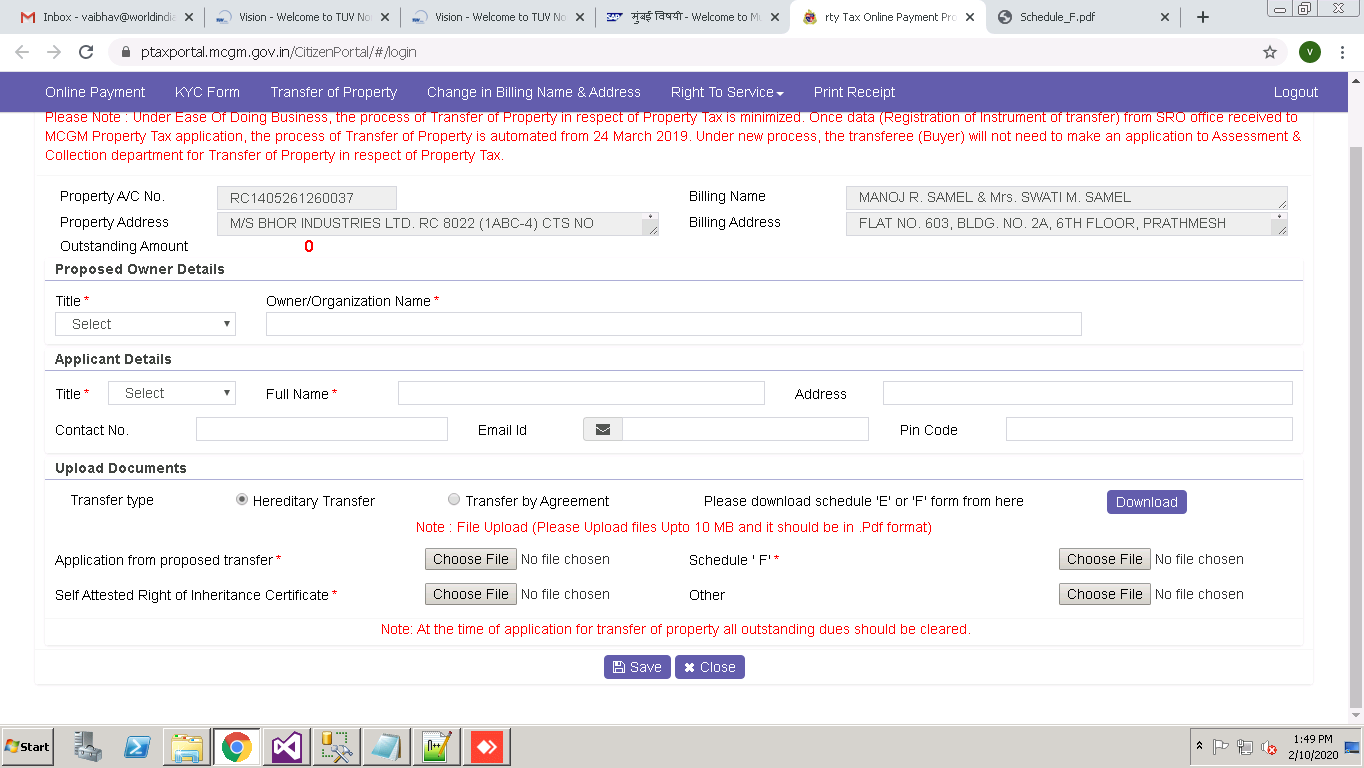 Inbox - vaibhav@worldindia
Vision - Welcome to TUV No
Vision - Welcome to TUV No
SAP मुंबई विषयी - Welcome to Mu
rty Tax Online Payment Pro
Schedule_F.pdf
ptaxportal.mcgm.gov.in/CitizenPortal/#/login
V
Online Payment KYC Form Transfer of Property Change in Billing Name & Address Right To Service Print Receipt Logout
Please Note : Under Ease Of Doing Business, the process of Transfer of Property in respect of Property Tax is minimized. Once data (Registration of Instrument of transfer) from SRO office received to
MCGM Property Tax application, the process of Transfer of Property is automated from 24 March 2019. Under new process, the transferee (Buyer) will not need to make an application to Assessment &
Collection department for Transfer of Property in respect of Property Tax.
Property A/C No. RC1405261260037 Billing Name MANOJ R. SAMEL & Mrs. SWATI M. SAMEL
Property Address M/S BHOR INDUSTRIES LTD. RC 8022 (1ABC-4) CTS NO Billing Address FLAT NO. 603, BLDG. NO. 2A, 6TH FLOOR, PRATHMESH
Outstanding Amount 0
Proposed Owner Details
Title * Owner/Organization Name *
Select
Applicant Details
Title * Select Full Name * Address
Contact No. Email Id Pin Code
Upload Documents
Transfer type Hereditary Transfer Transfer by Agreement Please download schedule 'E' or 'F' form from here Download
Note : File Upload (Please Upload files Upto 10 MB and it should be in .Pdf format)
Application from proposed transfer * Choose File No file chosen Schedule ' F' * Choose File No file chosen
Self Attested Right of Inheritance Certificate * Choose File No file chosen Other Choose File No file chosen
Note: At the time of application for transfer of property all outstanding dues should be cleared.
Save Close
Start
1:49 PM
2/10/2020